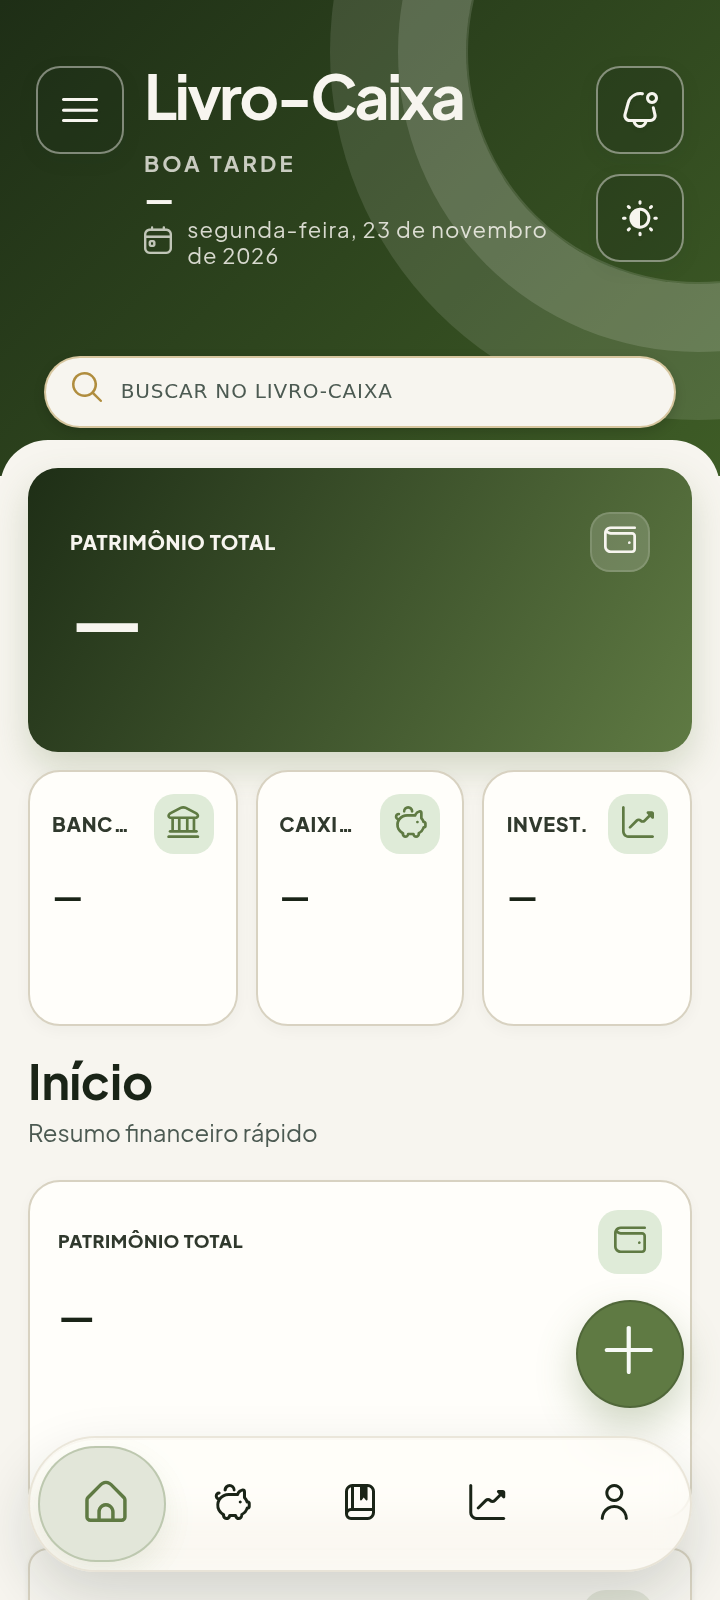 Livro-Caixa
BOA TARDE
—
segunda-feira, 23 de novembro
de 2026
BUSCAR NO LIVRO-CAIXA
PATRIMÔNIO TOTAL
—
BANC…
—
CAIXI…
—
INVEST.
—
Início
Resumo financeiro rápido
PATRIMÔNIO TOTAL
—